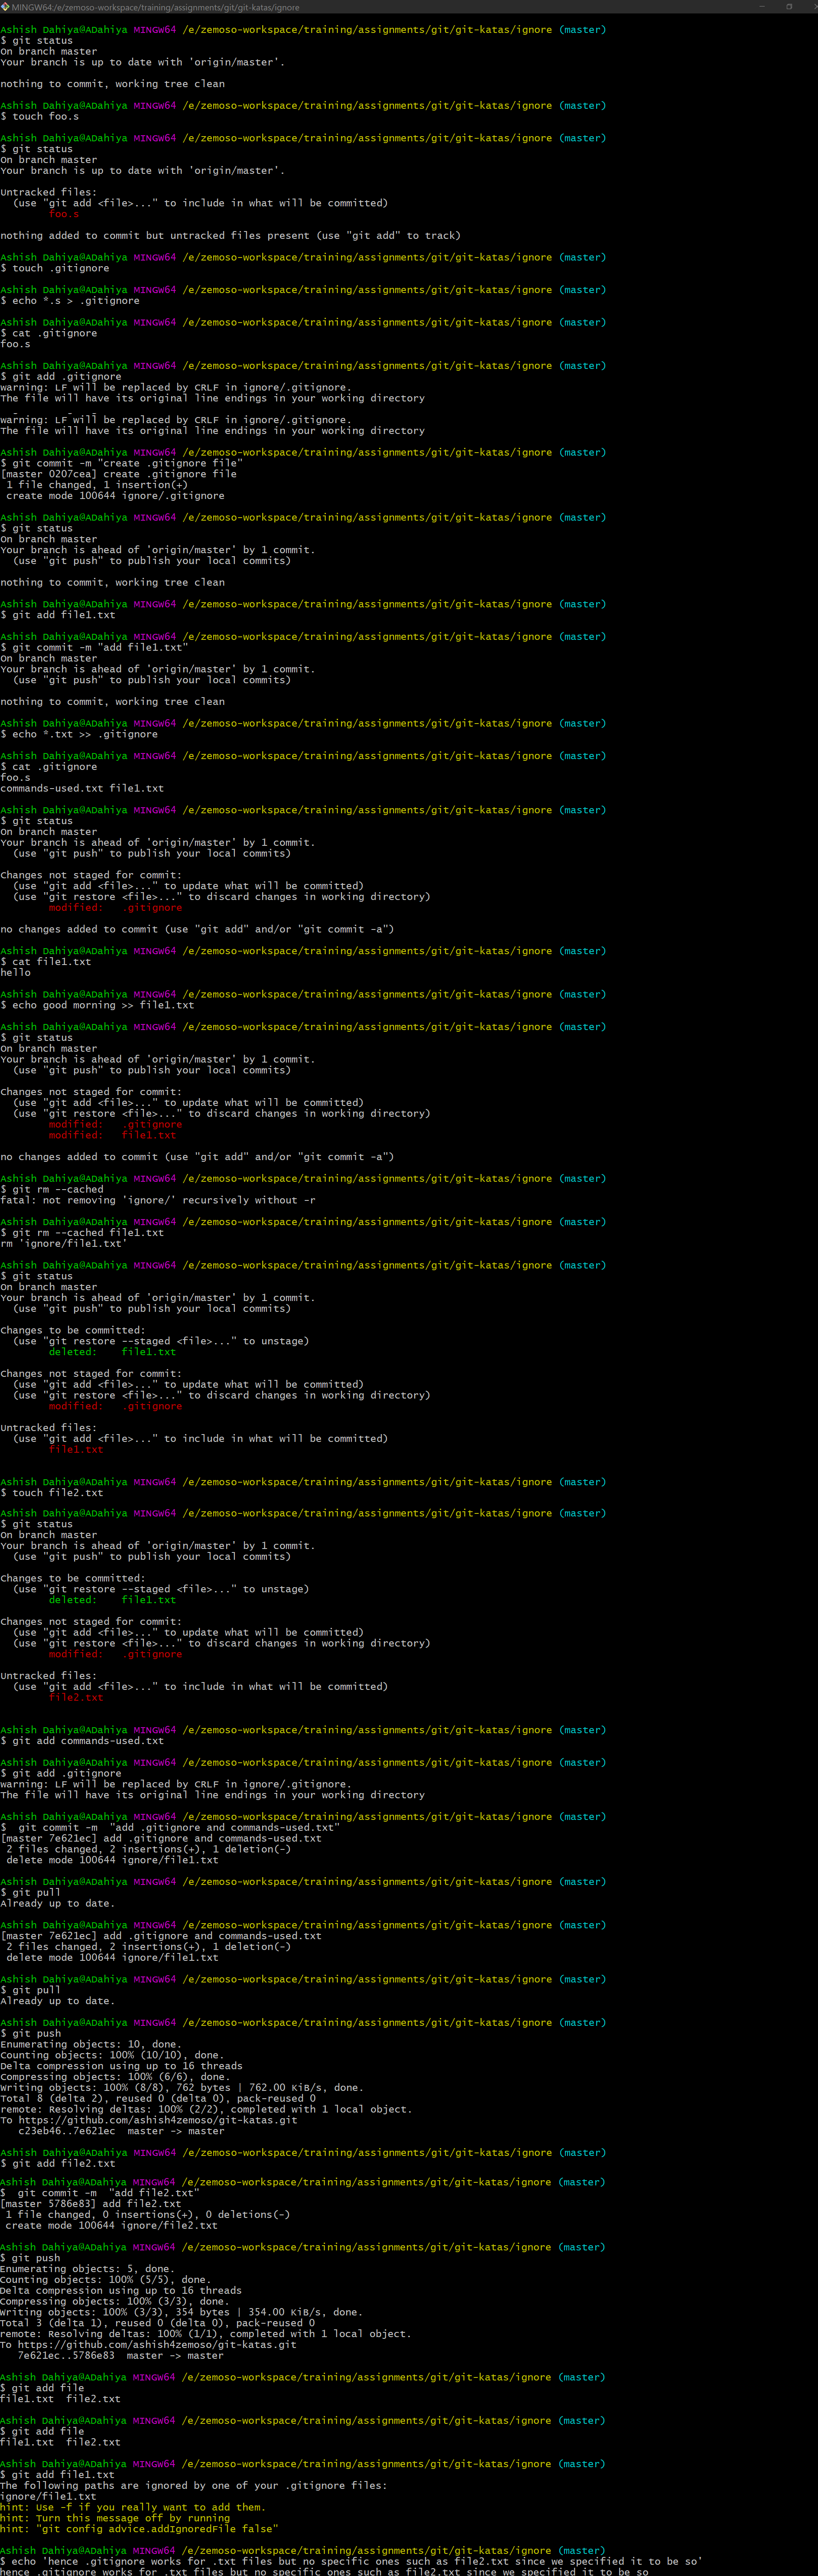 MINGW64:/e/zemoso-workspace/training/assignments/git/git-katas/ignore
Ashish Dahiya@ADahiya MINGW64 /e/zemoso-workspace/training/assignments/git/git-katas/ignore (master)
$ git status
On branch master
Your branch is up to date with 'origin/master'.
nothing to commit, working tree clean
Ashish Dahiya@ADahiya MINGW64 /e/zemoso-workspace/training/assignments/git/git-katas/ignore (master)
$ touch foo.s
Ashish Dahiya@ADahiya MINGW64 /e/zemoso-workspace/training/assignments/git/git-katas/ignore (master)
$ git status
On branch master
Your branch is up to date with 'origin/master'.
Untracked files:
(use "git add <file>..." to include in what will be committed)
foo.s
nothing added to commit but untracked files present (use "git add" to track)
Ashish Dahiya@ADahiya MINGW64 /e/zemoso-workspace/training/assignments/git/git-katas/ignore (master)
$ touch .gitignore
Ashish Dahiya@ADahiya MINGW64 /e/zemoso-workspace/training/assignments/git/git-katas/ignore (master)
$ echo *.s > .gitignore
Ashish Dahiya@ADahiya MINGW64 /e/zemoso-workspace/training/assignments/git/git-katas/ignore (master)
$ cat .gitignore
foo.s
Ashish Dahiya@ADahiya MINGW64 /e/zemoso-workspace/training/assignments/git/git-katas/ignore (master)
$ git add .gitignore
warning: LF will be replaced by CRLF in ignore/.gitignore.
The file will have its original line endings in your working directory
warning: LF will be replaced by CRLF in ignore/.gitignore.
The file will have its original line endings in your working directory
Ashish Dahiya@ADahiya MINGW64 /e/zemoso-workspace/training/assignments/git/git-katas/ignore (master)
$ git commit -m "create .gitignore file"
[master 0207cea] create .gitignore file
1 file changed, 1 insertion(+)
create mode 100644 ignore/.gitignore
Ashish Dahiya@ADahiya MINGW64 /e/zemoso-workspace/training/assignments/git/git-katas/ignore (master)
$ git status
On branch master
Your branch is ahead of 'origin/master' by 1 commit.
(use "git push" to publish your local commits)
nothing to commit, working tree clean
Ashish Dahiya@ADahiya MINGW64 /e/zemoso-workspace/training/assignments/git/git-katas/ignore (master)
$ git add file1.txt
Ashish Dahiya@ADahiya MINGW64 /e/zemoso-workspace/training/assignments/git/git-katas/ignore (master)
$ git commit -m "add file1.txt"
On branch master
Your branch is ahead of 'origin/master' by 1 commit.
(use "git push" to publish your local commits)
nothing to commit, working tree clean
Ashish Dahiya@ADahiya MINGW64 /e/zemoso-workspace/training/assignments/git/git-katas/ignore (master)
$ echo *.txt >> .gitignore
Ashish Dahiya@ADahiya MINGW64 /e/zemoso-workspace/training/assignments/git/git-katas/ignore (master)
$ cat .gitignore
foo.s
commands-used.txt file1.txt
Ashish Dahiya@ADahiya MINGW64 /e/zemoso-workspace/training/assignments/git/git-katas/ignore (master)
$ git status
On branch master
Your branch is ahead of 'origin/master' by 1 commit.
(use "git push" to publish your local commits)
Changes not staged for commit:
(use "git add <file>..." to update what will be committed)
(use "git restore <file>..." to discard changes in working directory)
modified:   .gitignore
no changes added to commit (use "git add" and/or "git commit -a")
Ashish Dahiya@ADahiya MINGW64 /e/zemoso-workspace/training/assignments/git/git-katas/ignore (master)
$ cat file1.txt
hello
Ashish Dahiya@ADahiya MINGW64 /e/zemoso-workspace/training/assignments/git/git-katas/ignore (master)
$ echo good morning >> file1.txt
Ashish Dahiya@ADahiya MINGW64 /e/zemoso-workspace/training/assignments/git/git-katas/ignore (master)
$ git status
On branch master
Your branch is ahead of 'origin/master' by 1 commit.
(use "git push" to publish your local commits)
Changes not staged for commit:
(use "git add <file>..." to update what will be committed)
(use "git restore <file>..." to discard changes in working directory)
modified:   .gitignore
modified:   file1.txt
no changes added to commit (use "git add" and/or "git commit -a")
Ashish Dahiya@ADahiya MINGW64 /e/zemoso-workspace/training/assignments/git/git-katas/ignore (master)
$ git rm --cached
fatal: not removing 'ignore/' recursively without -r
Ashish Dahiya@ADahiya MINGW64 /e/zemoso-workspace/training/assignments/git/git-katas/ignore (master)
$ git rm --cached file1.txt
rm 'ignore/file1.txt'
Ashish Dahiya@ADahiya MINGW64 /e/zemoso-workspace/training/assignments/git/git-katas/ignore (master)
$ git status
On branch master
Your branch is ahead of 'origin/master' by 1 commit.
(use "git push" to publish your local commits)
Changes to be committed:
(use "git restore --staged <file>..." to unstage)
deleted:    file1.txt
Changes not staged for commit:
(use "git add <file>..." to update what will be committed)
(use "git restore <file>..." to discard changes in working directory)
modified:   .gitignore
Untracked files:
(use "git add <file>..." to include in what will be committed)
file1.txt
Ashish Dahiya@ADahiya MINGW64 /e/zemoso-workspace/training/assignments/git/git-katas/ignore (master)
$ touch file2.txt
Ashish Dahiya@ADahiya MINGW64 /e/zemoso-workspace/training/assignments/git/git-katas/ignore (master)
$ git status
On branch master
Your branch is ahead of 'origin/master' by 1 commit.
(use "git push" to publish your local commits)
Changes to be committed:
(use "git restore --staged <file>..." to unstage)
deleted:    file1.txt
Changes not staged for commit:
(use "git add <file>..." to update what will be committed)
(use "git restore <file>..." to discard changes in working directory)
modified:   .gitignore
Untracked files:
(use "git add <file>..." to include in what will be committed)
file2.txt
Ashish Dahiya@ADahiya MINGW64 /e/zemoso-workspace/training/assignments/git/git-katas/ignore (master)
$ git add commands-used.txt
Ashish Dahiya@ADahiya MINGW64 /e/zemoso-workspace/training/assignments/git/git-katas/ignore (master)
$ git add .gitignore
warning: LF will be replaced by CRLF in ignore/.gitignore.
The file will have its original line endings in your working directory
Ashish Dahiya@ADahiya MINGW64 /e/zemoso-workspace/training/assignments/git/git-katas/ignore (master)
$  git commit -m  "add .gitignore and commands-used.txt"
[master 7e621ec] add .gitignore and commands-used.txt
2 files changed, 2 insertions(+), 1 deletion(-)
delete mode 100644 ignore/file1.txt
Ashish Dahiya@ADahiya MINGW64 /e/zemoso-workspace/training/assignments/git/git-katas/ignore (master)
$ git pull
Already up to date.
Ashish Dahiya@ADahiya MINGW64 /e/zemoso-workspace/training/assignments/git/git-katas/ignore (master)
[master 7e621ec] add .gitignore and commands-used.txt
2 files changed, 2 insertions(+), 1 deletion(-)
delete mode 100644 ignore/file1.txt
Ashish Dahiya@ADahiya MINGW64 /e/zemoso-workspace/training/assignments/git/git-katas/ignore (master)
$ git pull
Already up to date.
Ashish Dahiya@ADahiya MINGW64 /e/zemoso-workspace/training/assignments/git/git-katas/ignore (master)
$ git push
Enumerating objects: 10, done.
Counting objects: 100% (10/10), done.
Delta compression using up to 16 threads
Compressing objects: 100% (6/6), done.
Writing objects: 100% (8/8), 762 bytes | 762.00 KiB/s, done.
Total 8 (delta 2), reused 0 (delta 0), pack-reused 0
remote: Resolving deltas: 100% (2/2), completed with 1 local object.
To https://github.com/ashish4zemoso/git-katas.git
c23eb46..7e621ec  master -> master
Ashish Dahiya@ADahiya MINGW64 /e/zemoso-workspace/training/assignments/git/git-katas/ignore (master)
$ git add file2.txt
Ashish Dahiya@ADahiya MINGW64 /e/zemoso-workspace/training/assignments/git/git-katas/ignore (master)
$  git commit -m  "add file2.txt"
[master 5786e83] add file2.txt
1 file changed, 0 insertions(+), 0 deletions(-)
create mode 100644 ignore/file2.txt
Ashish Dahiya@ADahiya MINGW64 /e/zemoso-workspace/training/assignments/git/git-katas/ignore (master)
$ git push
Enumerating objects: 5, done.
Counting objects: 100% (5/5), done.
Delta compression using up to 16 threads
Compressing objects: 100% (3/3), done.
Writing objects: 100% (3/3), 354 bytes | 354.00 KiB/s, done.
Total 3 (delta 1), reused 0 (delta 0), pack-reused 0
remote: Resolving deltas: 100% (1/1), completed with 1 local object.
To https://github.com/ashish4zemoso/git-katas.git
7e621ec..5786e83  master -> master
Ashish Dahiya@ADahiya MINGW64 /e/zemoso-workspace/training/assignments/git/git-katas/ignore (master)
$ git add file
file1.txt  file2.txt
Ashish Dahiya@ADahiya MINGW64 /e/zemoso-workspace/training/assignments/git/git-katas/ignore (master)
$ git add file
file1.txt  file2.txt
Ashish Dahiya@ADahiya MINGW64 /e/zemoso-workspace/training/assignments/git/git-katas/ignore (master)
$ git add file1.txt
The following paths are ignored by one of your .gitignore files:
ignore/file1.txt
hint: Use -f if you really want to add them.
hint: Turn this message off by running
hint: "git config advice.addIgnoredFile false"
Ashish Dahiya@ADahiya MINGW64 /e/zemoso-workspace/training/assignments/git/git-katas/ignore (master)
$ echo 'hence .gitignore works for .txt files but no specific ones such as file2.txt since we specified it to be so'
hence .gitignore works for .txt files but no specific ones such as file2.txt since we specified it to be so